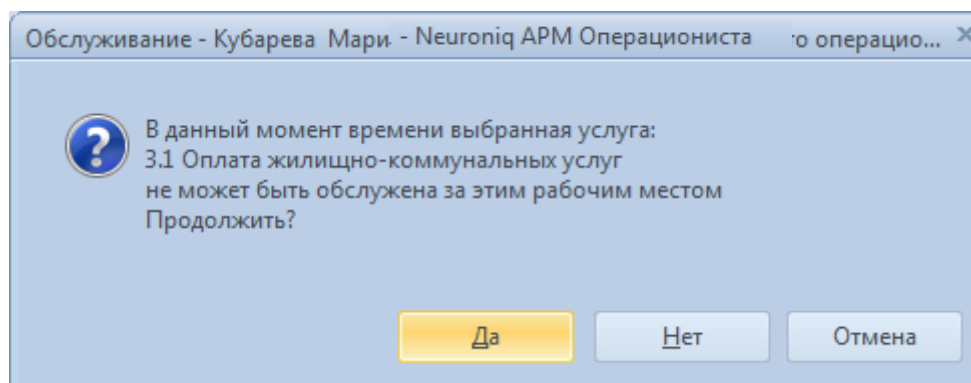 Обслуживание - Кубарева Мари. - Neuroniq АРМ Операциониста го операцио...
В данный момент времени выбранная услуга:
3.1 Оплата жилищно-коммунальных услуг
не может быть обслужена за этим рабочим местом
Продолжить?
Да Нет Отмена